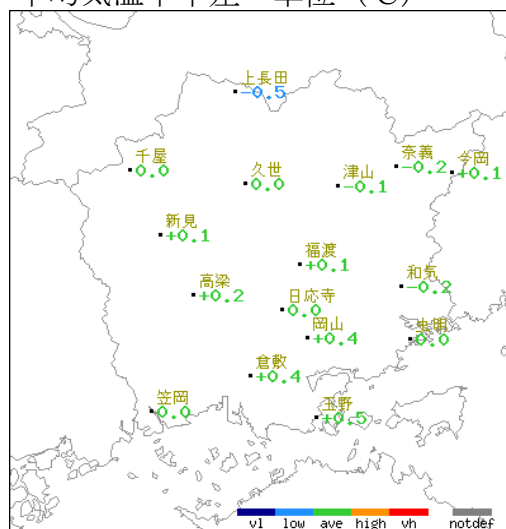 平均気温平年差 単位（℃）
上長田
-0.5
千屋
0.0
久世
0.0
津山
-0.1
奈義
-0.2
今岡
+0.1
新見
+0.1
福渡
+0.1
高梁
+0.2
和気
-0.2
日応寺
0.0
岡山
+0.4
虫明
0.0
倉敷
+0.4
笠岡
0.0
玉野
+0.5
vl low ave high vh notdef